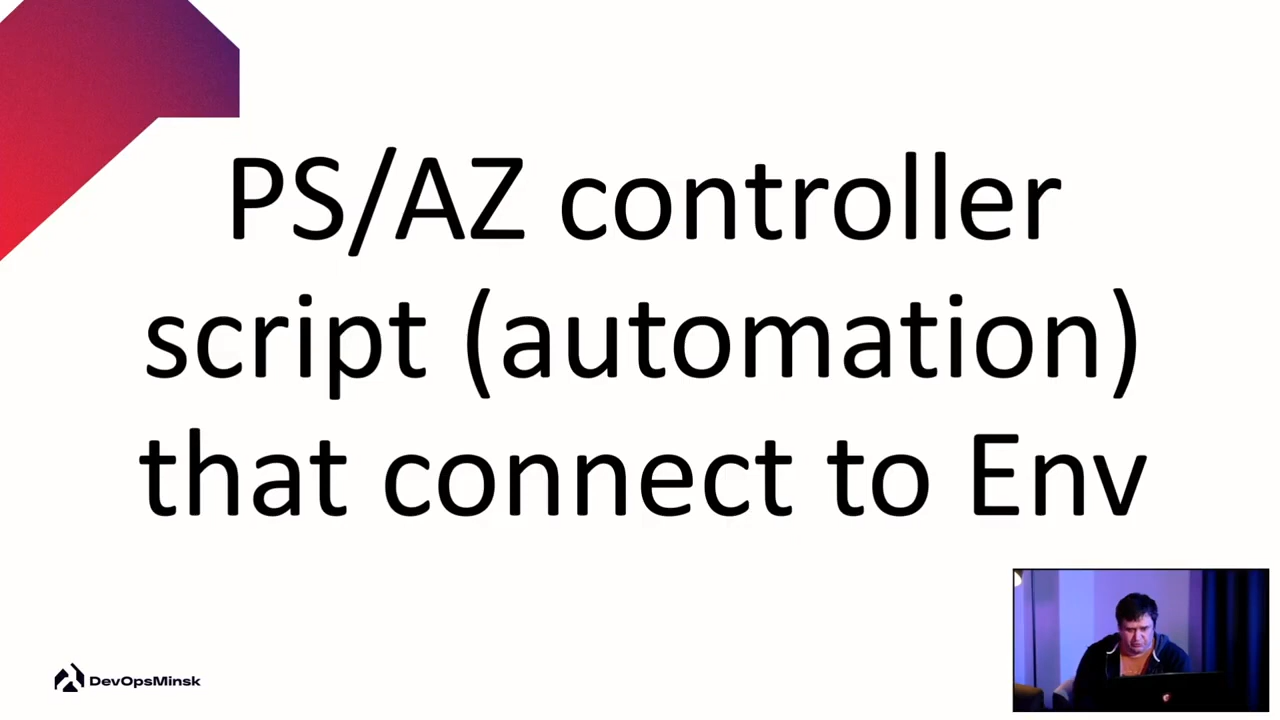 PS/AZ controller
script (automation)
that connect to Env
DevOpsMinsk